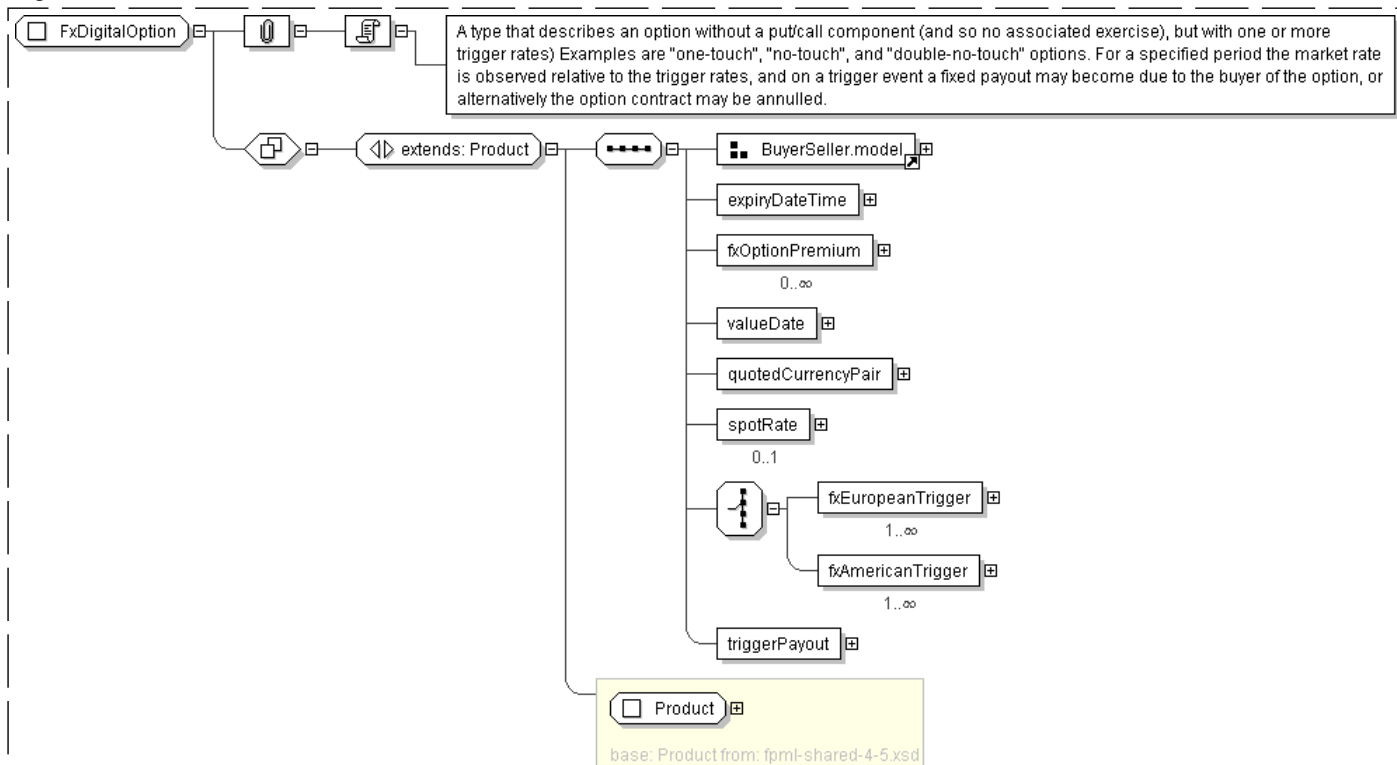 FxDigitalOption
A type that describes an option without a put/call component (and so no associated exercise), but with one or more
trigger rates) Examples are "one-touch", "no-touch", and "double-no-touch" options. For a specified period the market rate
is observed relative to the trigger rates, and on a trigger event a fixed payout may become due to the buyer of the option, or
alternatively the option contract may be annulled.
extends: Product
BuyerSeller.model
expiryDateTime
fxOptionPremium
0..∞
valueDate
quotedCurrencyPair
spotRate
0..1
fxEuropeanTrigger
1..∞
fxAmericanTrigger
1..∞
triggerPayout
Product
base: Product from: fpml-shared-4-5.xsd